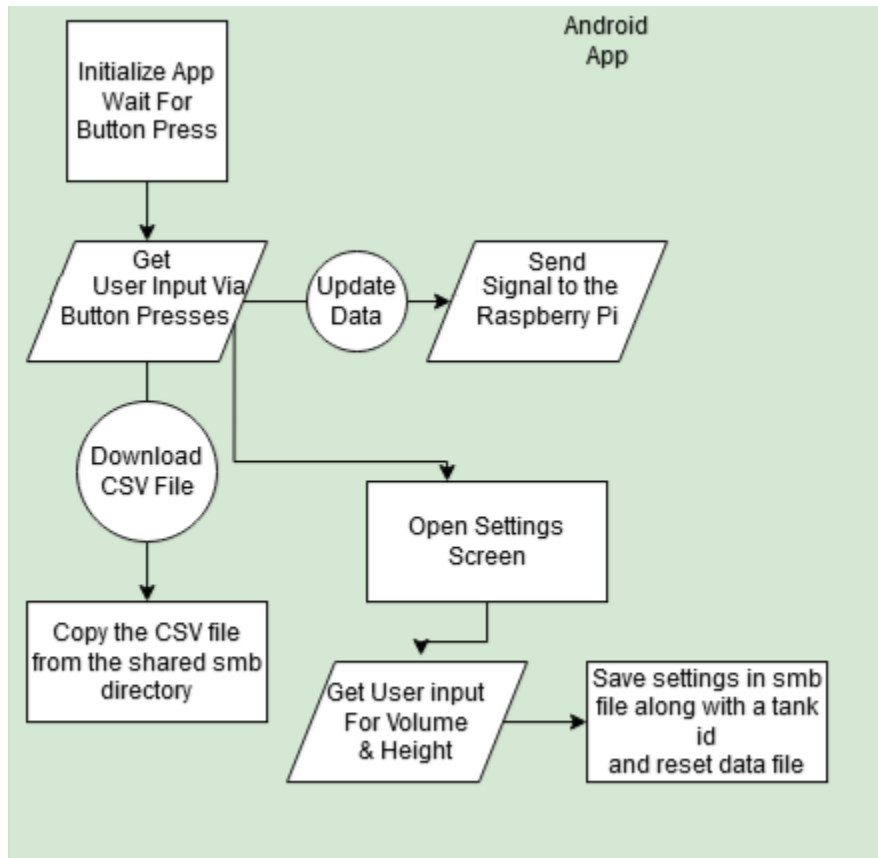 Android
App
Initialize App
Wait For
Button Press
Get
User Input Via
Button Presses
Update
Data
Send
Signal to the
Raspberry Pi
Download
CSV File
Open Settings
Screen
Copy the CSV file
from the shared smb
directory
Get User input
For Volume
& Height
Save settings in smb
file along with a tank
id
and reset data file